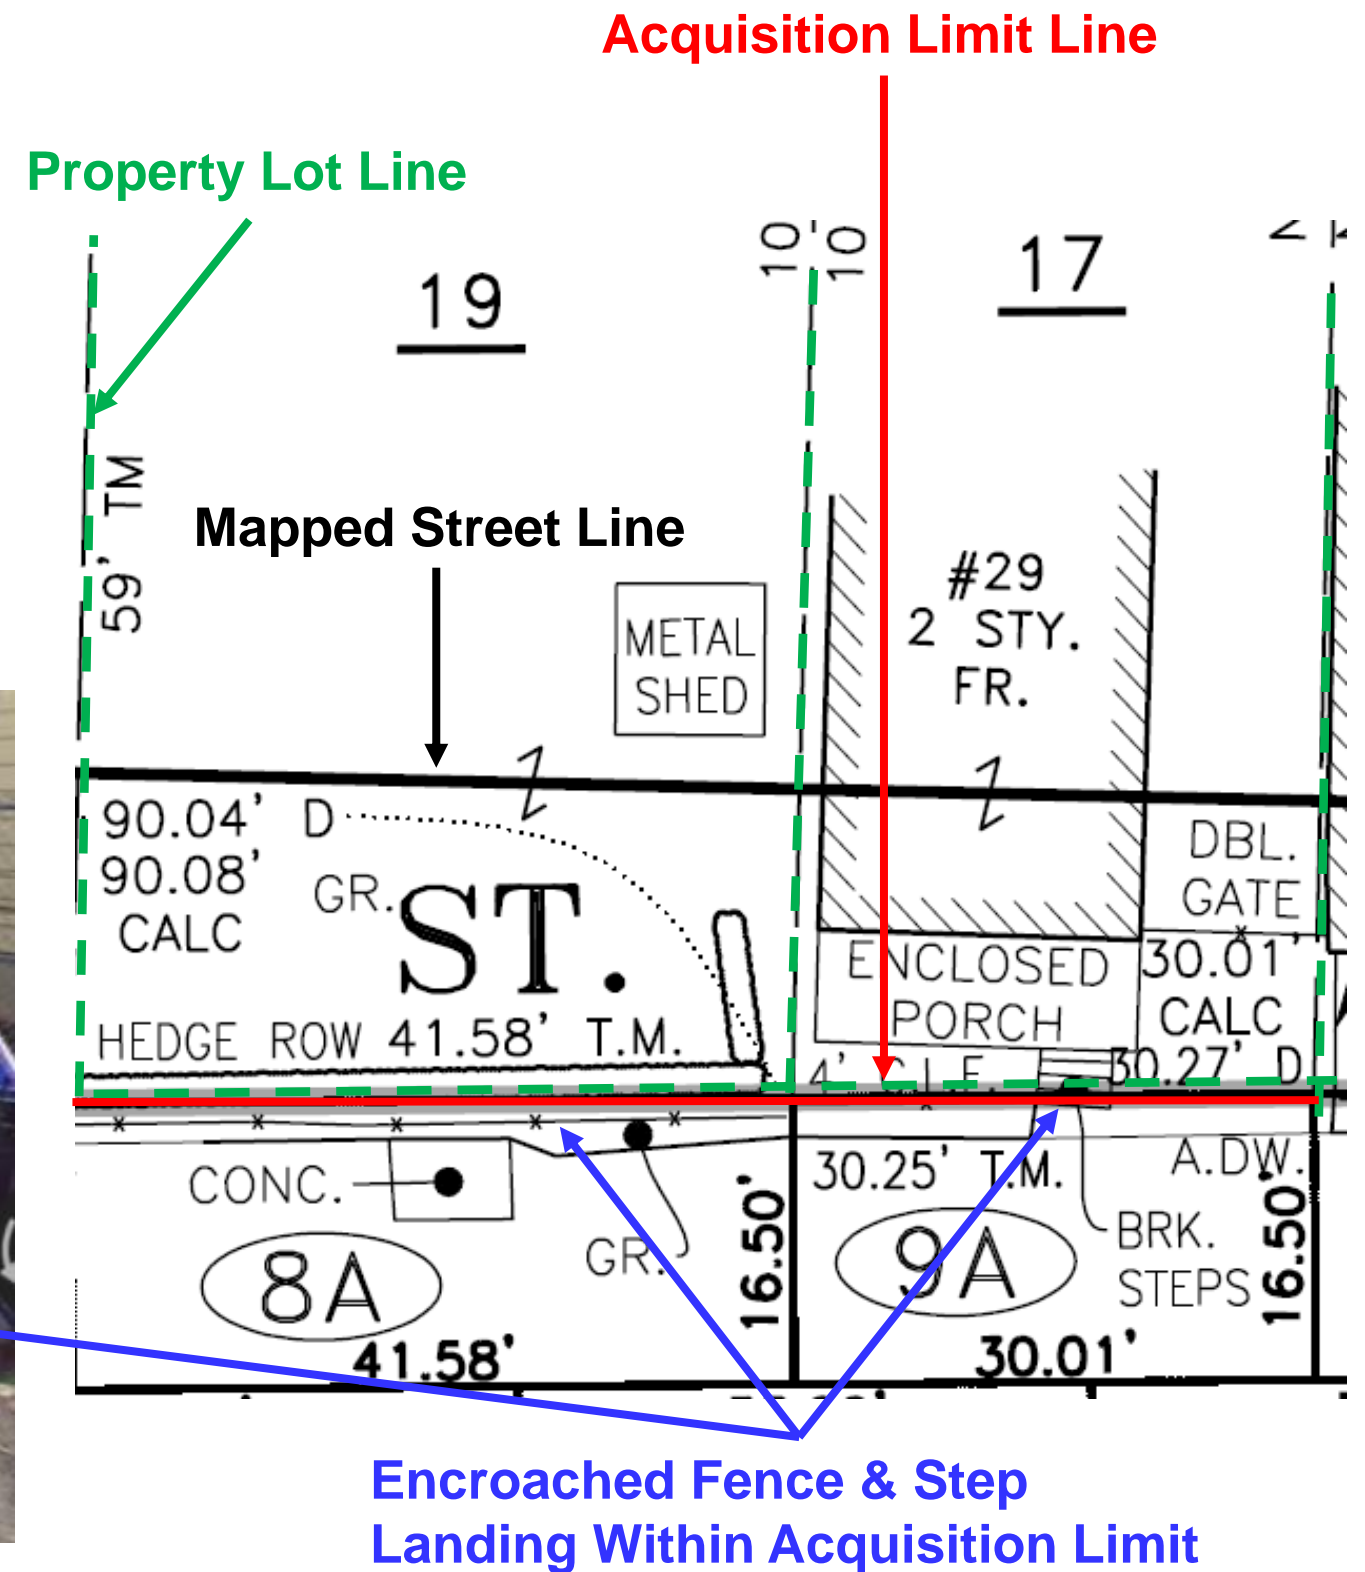 Acquisition Limit Line
Property Lot Line
10
10
19
17
59' TM
Mapped Street Line
METAL
SHED
#29
2 STY.
FR.
90.04' D
90.08'
CALC
GR.
ST.
DBL.
GATE
ENCLOSED
PORCH
30.01'
CALC
HEDGE ROW 41.58' T.M.
4' C.L.F.
30.27' D
CONC.
GR.
16.50'
30.25' T.M.
A.DW.
BRK.
STEPS
16.50'
8A
9A
41.58'
30.01'
Encroached Fence & Step
Landing Within Acquisition Limit